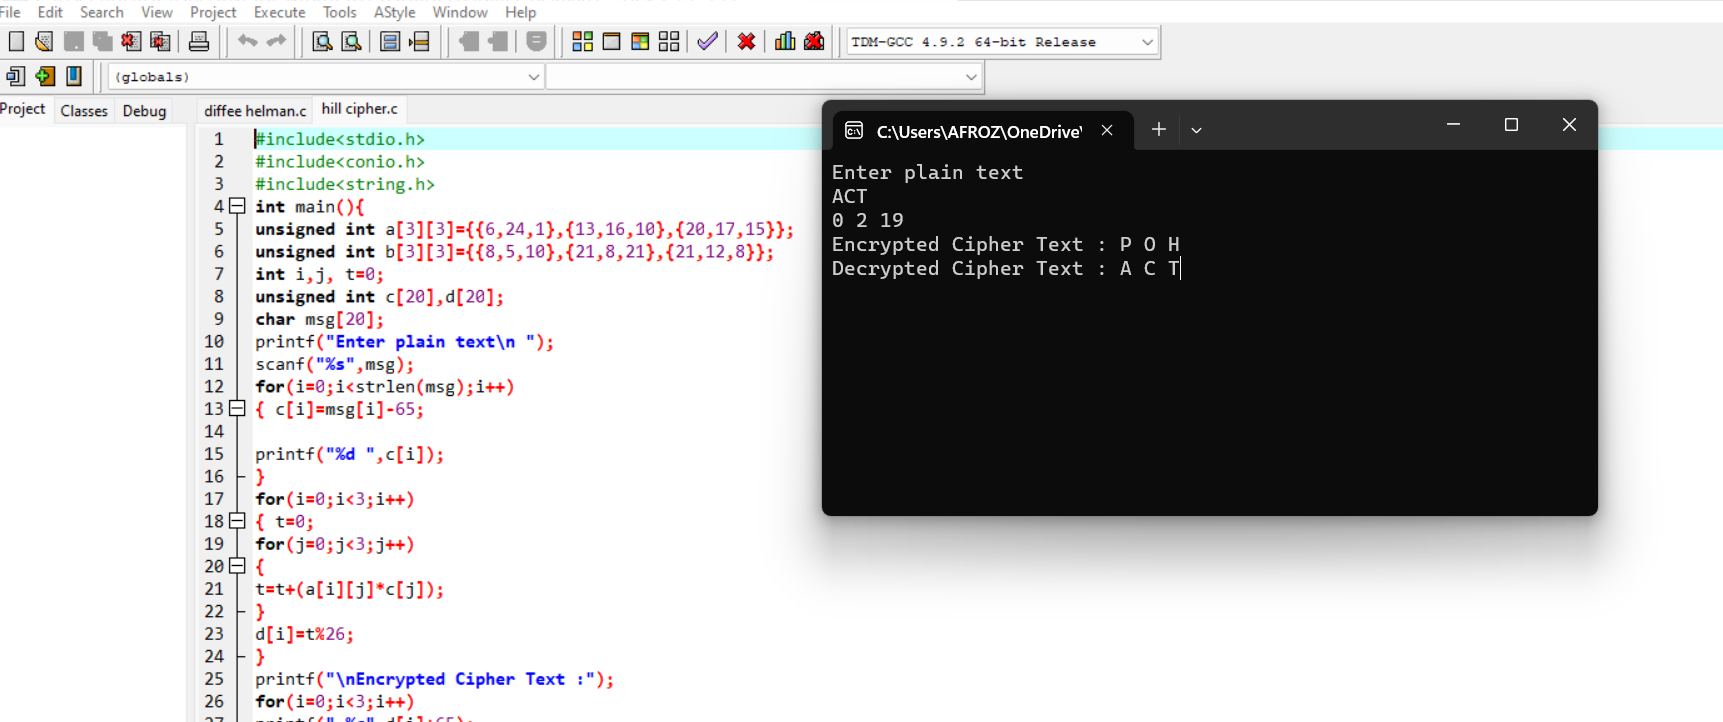 File Edit Search View Project Execute Tools AStyle Window Help
TDM-GCC 4.9.2 64-bit Release
(globals)
Project Classes Debug
diffee helman.c hill cipher.c
1 #include<stdio.h>
2 #include<conio.h>
3 #include<string.h>
4 int main(){
5 unsigned int a[3][3]={{6,24,1},{13,16,10},{20,17,15}};
6 unsigned int b[3][3]={{8,5,10},{21,8,21},{21,12,8}};
7 int i,j, t=0;
8 unsigned int c[20],d[20];
9 char msg[20];
10 printf("Enter plain text\n ");
11 scanf("%s",msg);
12 for(i=0;i<strlen(msg);i++)
13 { c[i]=msg[i]-65;
14
15 printf("%d ",c[i]);
16 }
17 for(i=0;i<3;i++)
18 { t=0;
19 for(j=0;j<3;j++)
20 {
21 t=t+(a[i][j]*c[j]);
22 }
23 d[i]=t%26;
24 }
25 printf("\nEncrypted Cipher Text :");
26 for(i=0;i<3;i++)
C:\Users\AFROZ\OneDrive\
Enter plain text
ACT
0 2 19
Encrypted Cipher Text : P O H
Decrypted Cipher Text : A C T